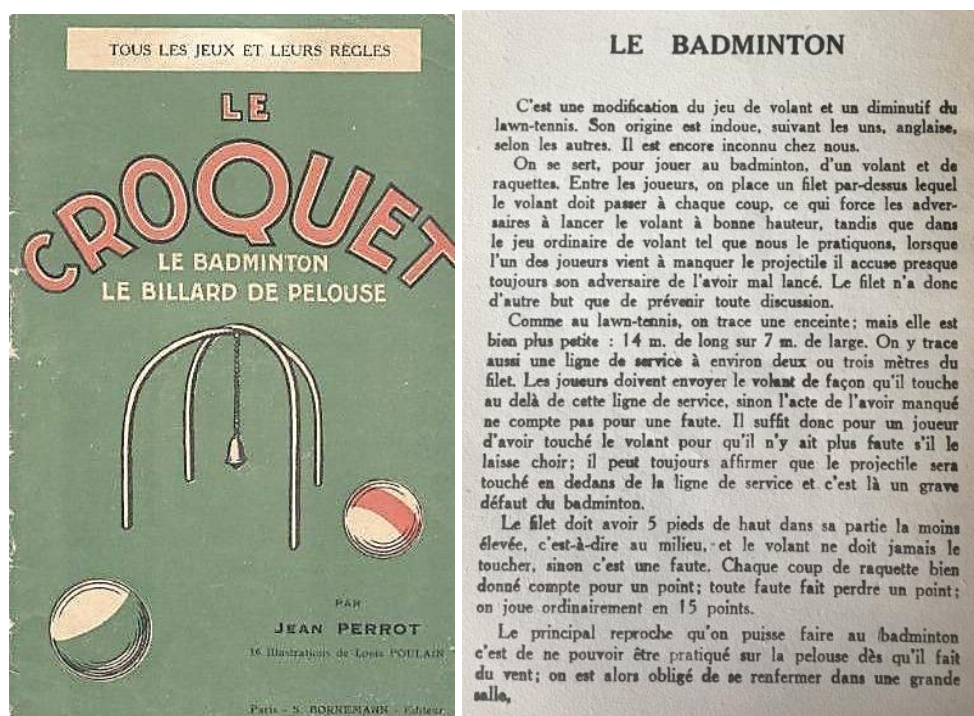 TOUS LES JEUX ET LEURS RÈGLES
LE
CROQUET
LE BADMINTON
LE BILLARD DE PELOUSE
PAR
JEAN PERROT
16 Illustrations de Louis POULAIN
Paris - S. BORNEMANN - Editeur
LE BADMINTON
C'est une modification du jeu de volant et un diminutif du
lawn-tennis. Son origine est indoue, suivant les uns, anglaise,
selon les autres. Il est encore inconnu chez nous.
On se sert, pour jouer au badminton, d'un volant et de
raquettes. Entre les joueurs, on place un filet par-dessus lequel
le volant doit passer à chaque coup, ce qui force les adver-
saires à lancer le volant à bonne hauteur, tandis que dans
le jeu ordinaire de volant tel que nous le pratiquons, lorsque
l'un des joueurs vient à manquer le projectile il accuse presque
toujours son adversaire de l'avoir mal lancé. Le filet n'a donc
d'autre but que de prévenir toute discussion.
Comme au lawn-tennis, on trace une enceinte; mais elle est
bien plus petite : 14 m. de long sur 7 m. de large. On y trace
aussi une ligne de service à environ deux ou trois mètres du
filet. Les joueurs doivent envoyer le volant de façon qu'il touche
au delà de cette ligne de service, sinon l'acte de l'avoir manqué
ne compte pas pour une faute. Il suffit donc pour un joueur
d'avoir touché le volant pour qu'il n'y ait plus faute s'il le
laisse choir; il peut toujours affirmer que le projectile sera
touché en dedans de la ligne de service et c'est là un grave
défaut du badminton.
Le filet doit avoir 5 pieds de haut dans sa partie la moins
élevée, c'est-à-dire au milieu, et le volant ne doit jamais le
toucher, sinon c'est une faute. Chaque coup de raquette bien
donné compte pour un point; toute faute fait perdre un point;
on joue ordinairement en 15 points.
Le principal reproche qu'on puisse faire au badminton
c'est de ne pouvoir être pratiqué sur la pelouse dès qu'il fait
du vent; on est alors obligé de se renfermer dans une grande
salle,